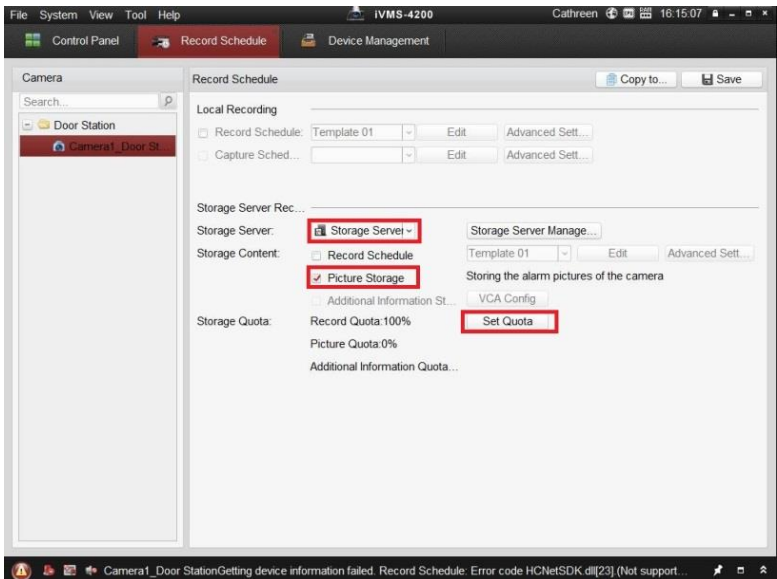 File System View Tool Help iVMS-4200 Cathreen 16:15:07
Control Panel Record Schedule Device Management
Camera Record Schedule Copy to... Save
Search...
Local Recording
Door Station Record Schedule: Template 01 Edit Advanced Sett...
Camera1_Door St... Capture Sched... Edit Advanced Sett...
Storage Server Rec...
Storage Server: Storage Server Storage Server Manage...
Storage Content: Record Schedule Template 01 Edit Advanced Sett...
Picture Storage Storing the alarm pictures of the camera
Additional Information St... VCA Config
Storage Quota: Record Quota:100% Set Quota
Picture Quota:0%
Additional Information Quota...
Camera1_Door StationGetting device information failed. Record Schedule: Error code HCNetSDK.dll[23].(Not support...